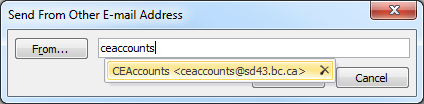 Send From Other E-mail Address
From... ceaccounts
CEAccounts <ceaccounts@sd43.bc.ca>
Cancel